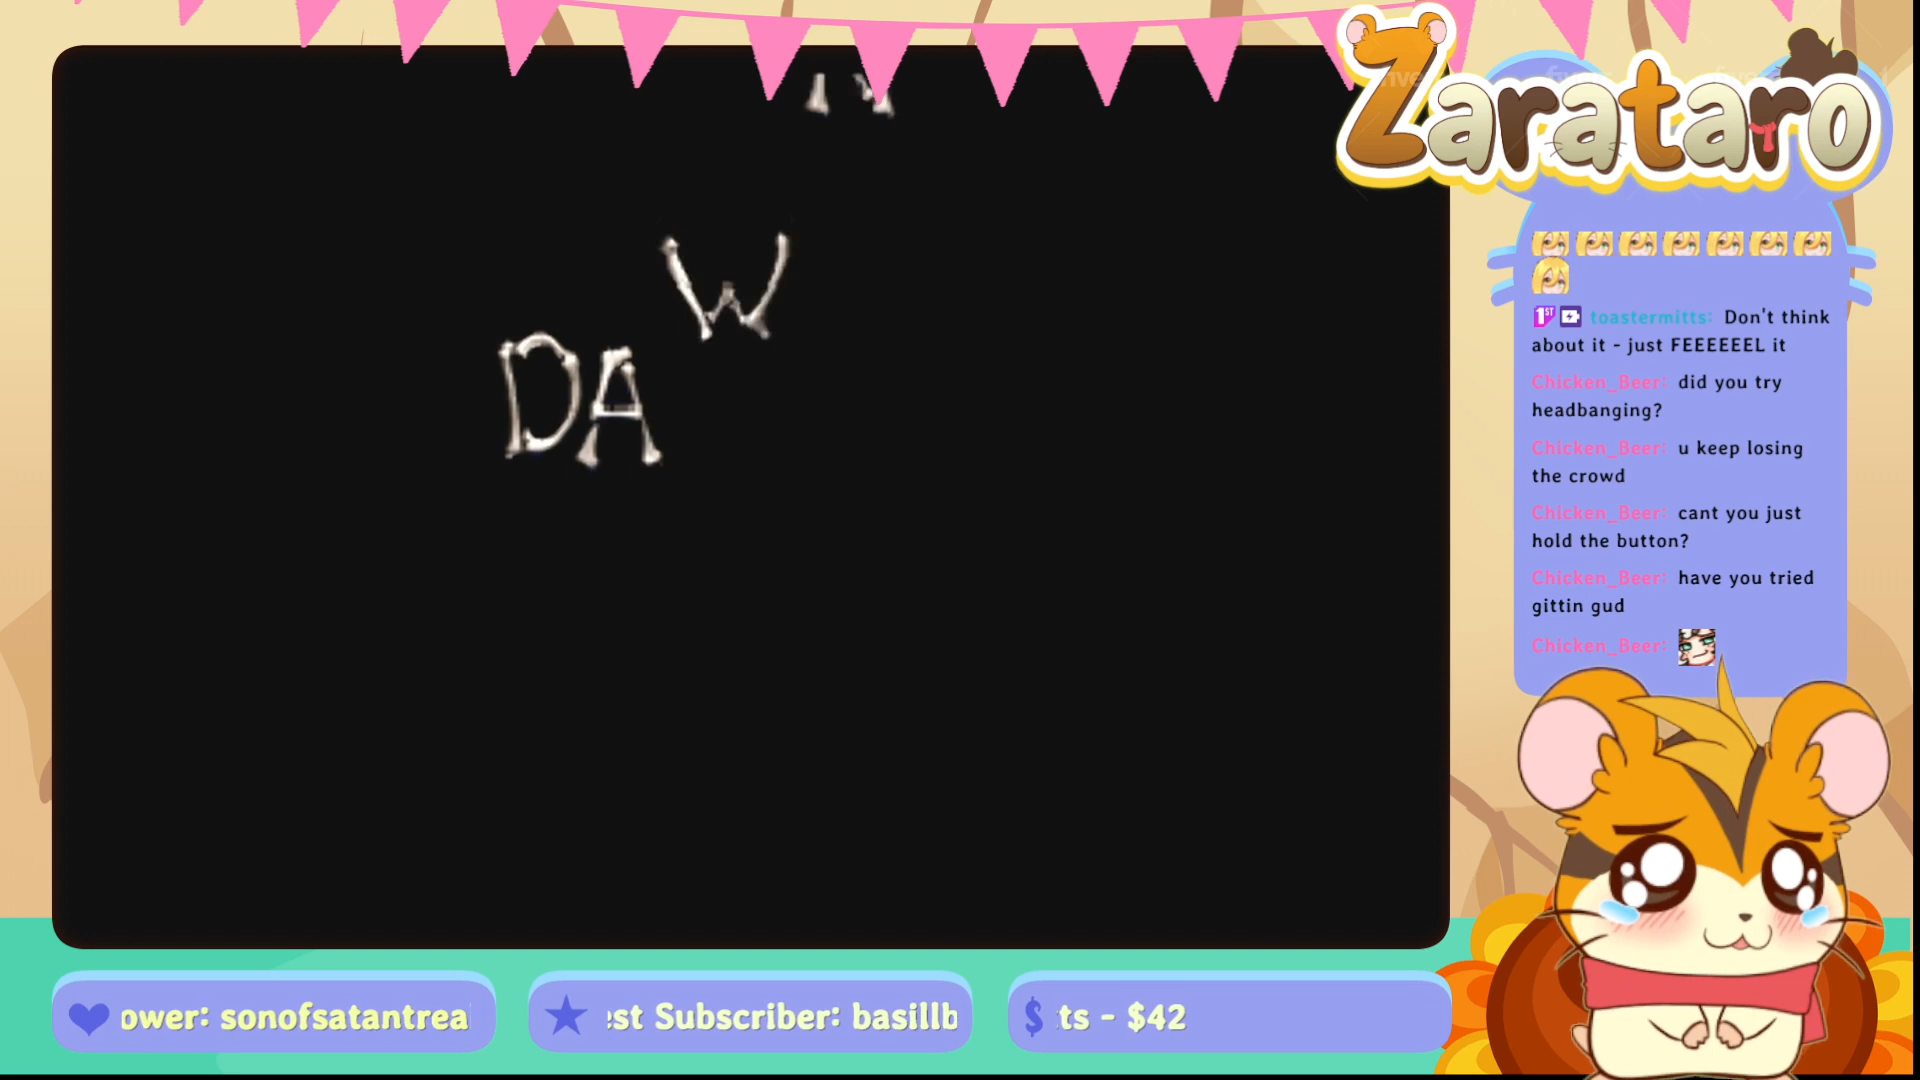 Zarataro
W
DA
toastermitts: Don't think
about it - just FEEEEEEL it
Chicken_Beer: did you try
headbanging?
Chicken_Beer: u keep losing
the crowd
Chicken_Beer: cant you just
hold the button?
Chicken_Beer: have you tried
gittin gud
Chicken_Beer:
ower: sonofsatantrea
st Subscriber: basillb
ts - $42